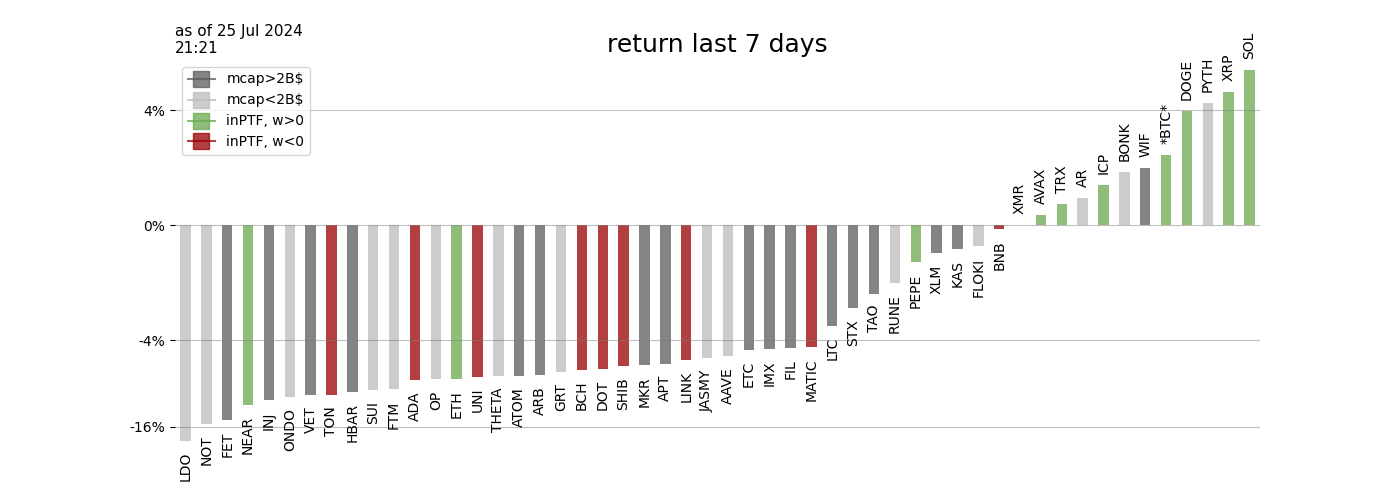 as of 25 Jul 2024
21:21
return last 7 days
mcap>2B$
mcap<2B$
inPTF, w>0
inPTF, w<0
4%
0%
-4%
-16%
LDO
NOT
FET
NEAR
INJ
ONDO
VET
TON
HBAR
SUI
FTM
ADA
OP
ETH
UNI
THETA
ATOM
ARB
GRT
BCH
DOT
SHIB
MKR
APT
LINK
JASMY
AAVE
ETC
IMX
FIL
MATIC
LTC
STX
TAO
RUNE
PEPE
XLM
KAS
FLOKI
BNB
XMR
AVAX
TRX
AR
ICP
BONK
WIF
*BTC*
DOGE
PYTH
XRP
SOL